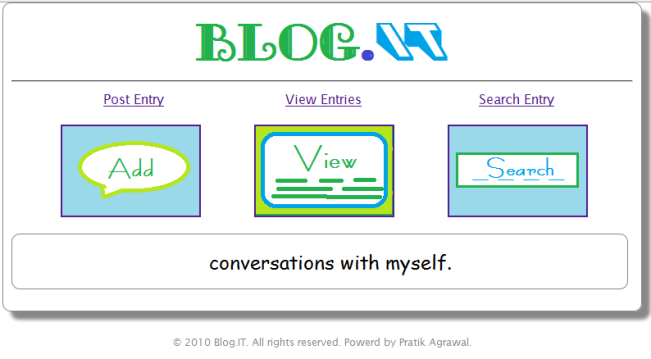 BLOG.IT
Post Entry View Entries Search Entry
Add View Search
conversations with myself.
© 2010 Blog.IT. All rights reserved. Powerd by Pratik Agrawal.